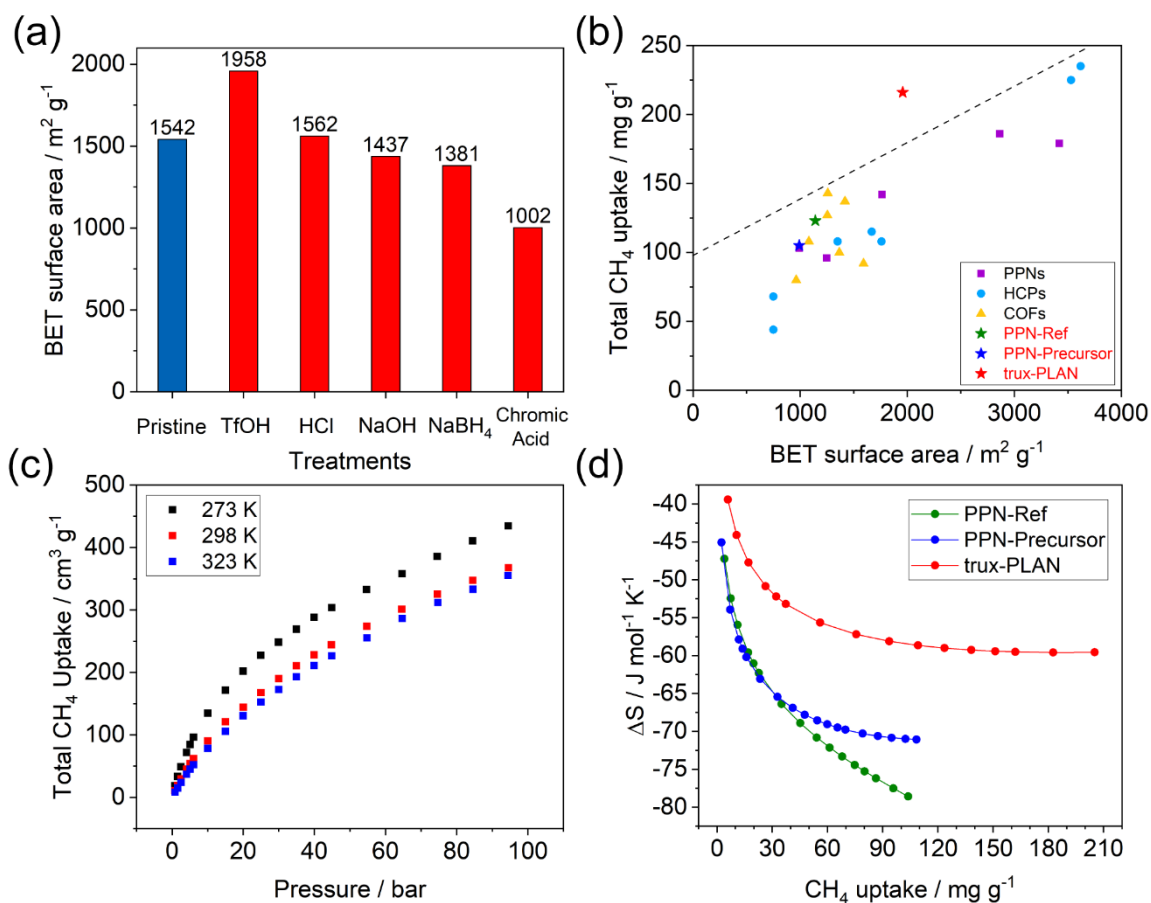 (a)
BET surface area / m² g⁻¹
2000
1500
1000
500
0
1542
1958
1562
1437
1381
1002
Pristine
TfOH
HCl
NaOH
NaBH₄
Chromic
Acid
Treatments
(b)
Total CH₄ uptake / mg g⁻¹
250
200
150
100
50
0
PPNs
HCPs
COFs
PPN-Ref
PPN-Precursor
trux-PLAN
0
1000
2000
3000
4000
BET surface area / m² g⁻¹
(c)
Total CH₄ Uptake / cm³ g⁻¹
500
400
300
200
100
0
273 K
298 K
323 K
0
20
40
60
80
100
Pressure / bar
(d)
ΔS / J mol⁻¹ K⁻¹
-40
-45
-50
-55
-60
-65
-70
-75
-80
PPN-Ref
PPN-Precursor
trux-PLAN
0
30
60
90
120
150
180
210
CH₄ uptake / mg g⁻¹